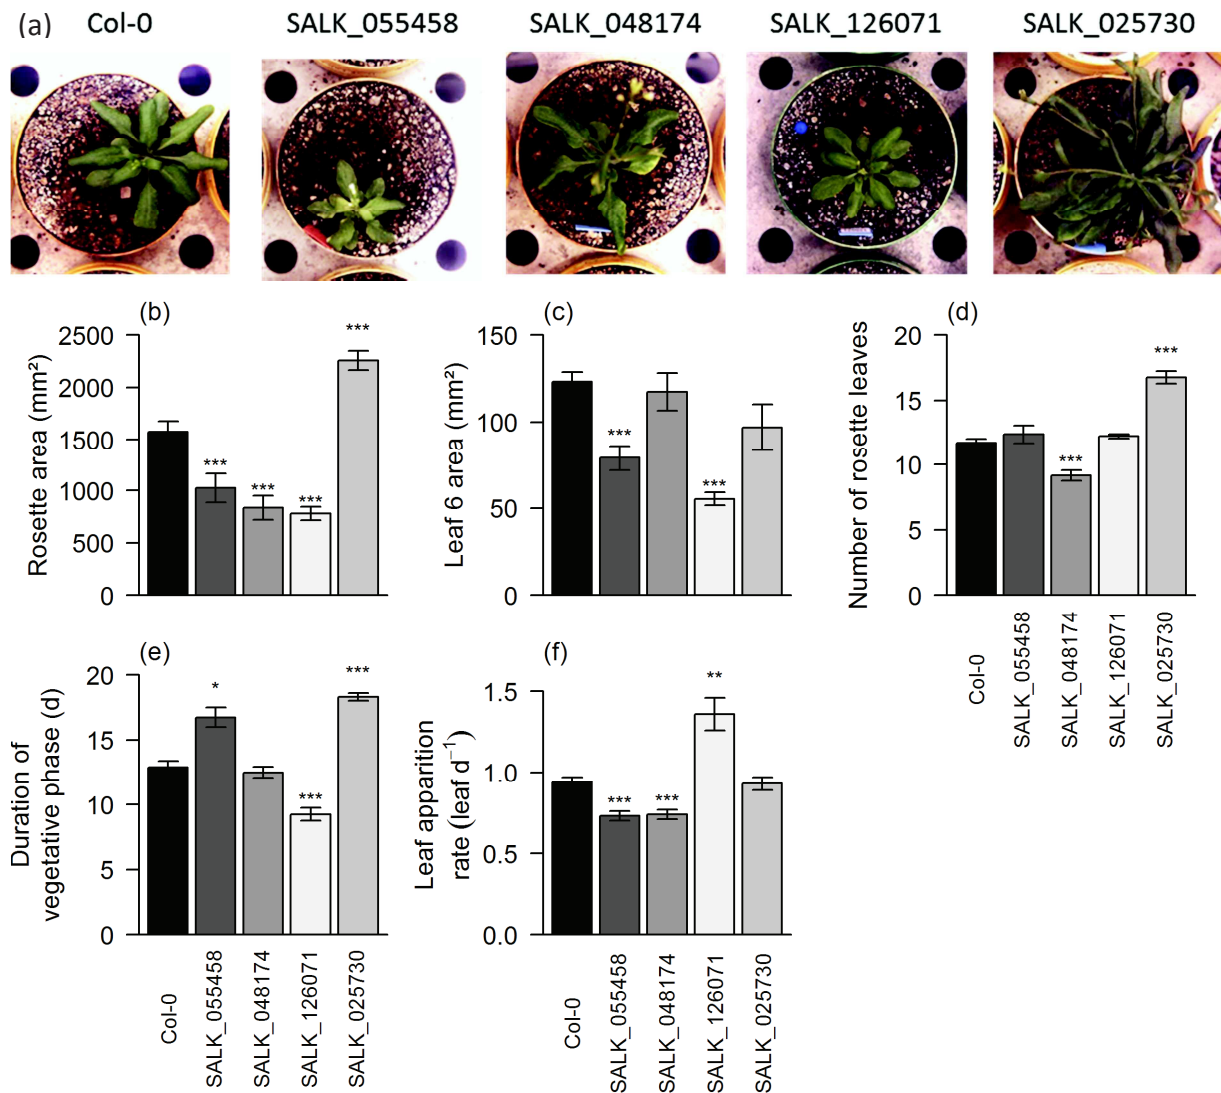 (a) Col-0 SALK_055458 SALK_048174 SALK_126071 SALK_025730
(b)
Rosette area (mm²)
2500
2000
1500
1000
500
0
***
***
***
***
(c)
Leaf 6 area (mm²)
150
100
50
0
***
***
(d)
Number of rosette leaves
20
15
10
5
0
***
***
Col-0
SALK_055458
SALK_048174
SALK_126071
SALK_025730
(e)
Duration of
vegetative phase (d)
20
15
10
5
0
*
***
***
Col-0
SALK_055458
SALK_048174
SALK_126071
SALK_025730
(f)
Leaf apparition
rate (leaf d⁻¹)
1.5
1.0
0.5
0.0
***
***
**
Col-0
SALK_055458
SALK_048174
SALK_126071
SALK_025730